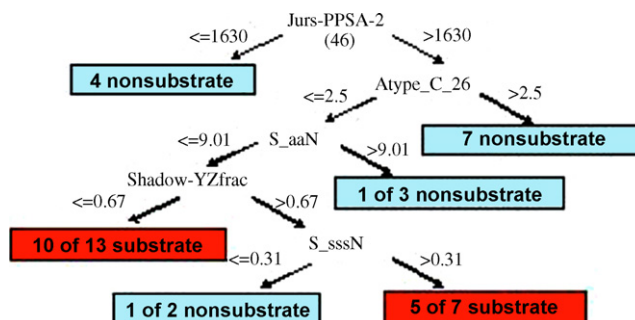 Jurs-PPSA-2
(46)
<=1630
>1630
4 nonsubstrate
Atype_C_26
<=2.5
>2.5
7 nonsubstrate
S_aaN
<=9.01
>9.01
1 of 3 nonsubstrate
Shadow-YZfrac
<=0.67
>0.67
10 of 13 substrate
S_sssN
<=0.31
>0.31
1 of 2 nonsubstrate
5 of 7 substrate